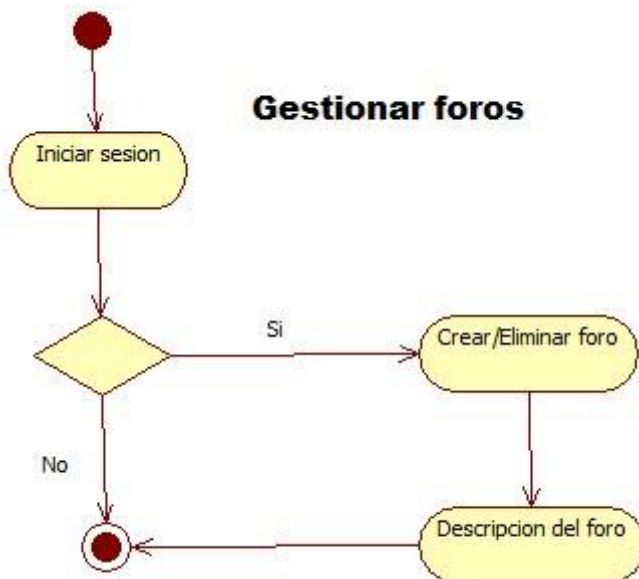 Gestionar foros
Iniciar sesion
Si
Crear/Eliminar foro
No
Descripcion del foro